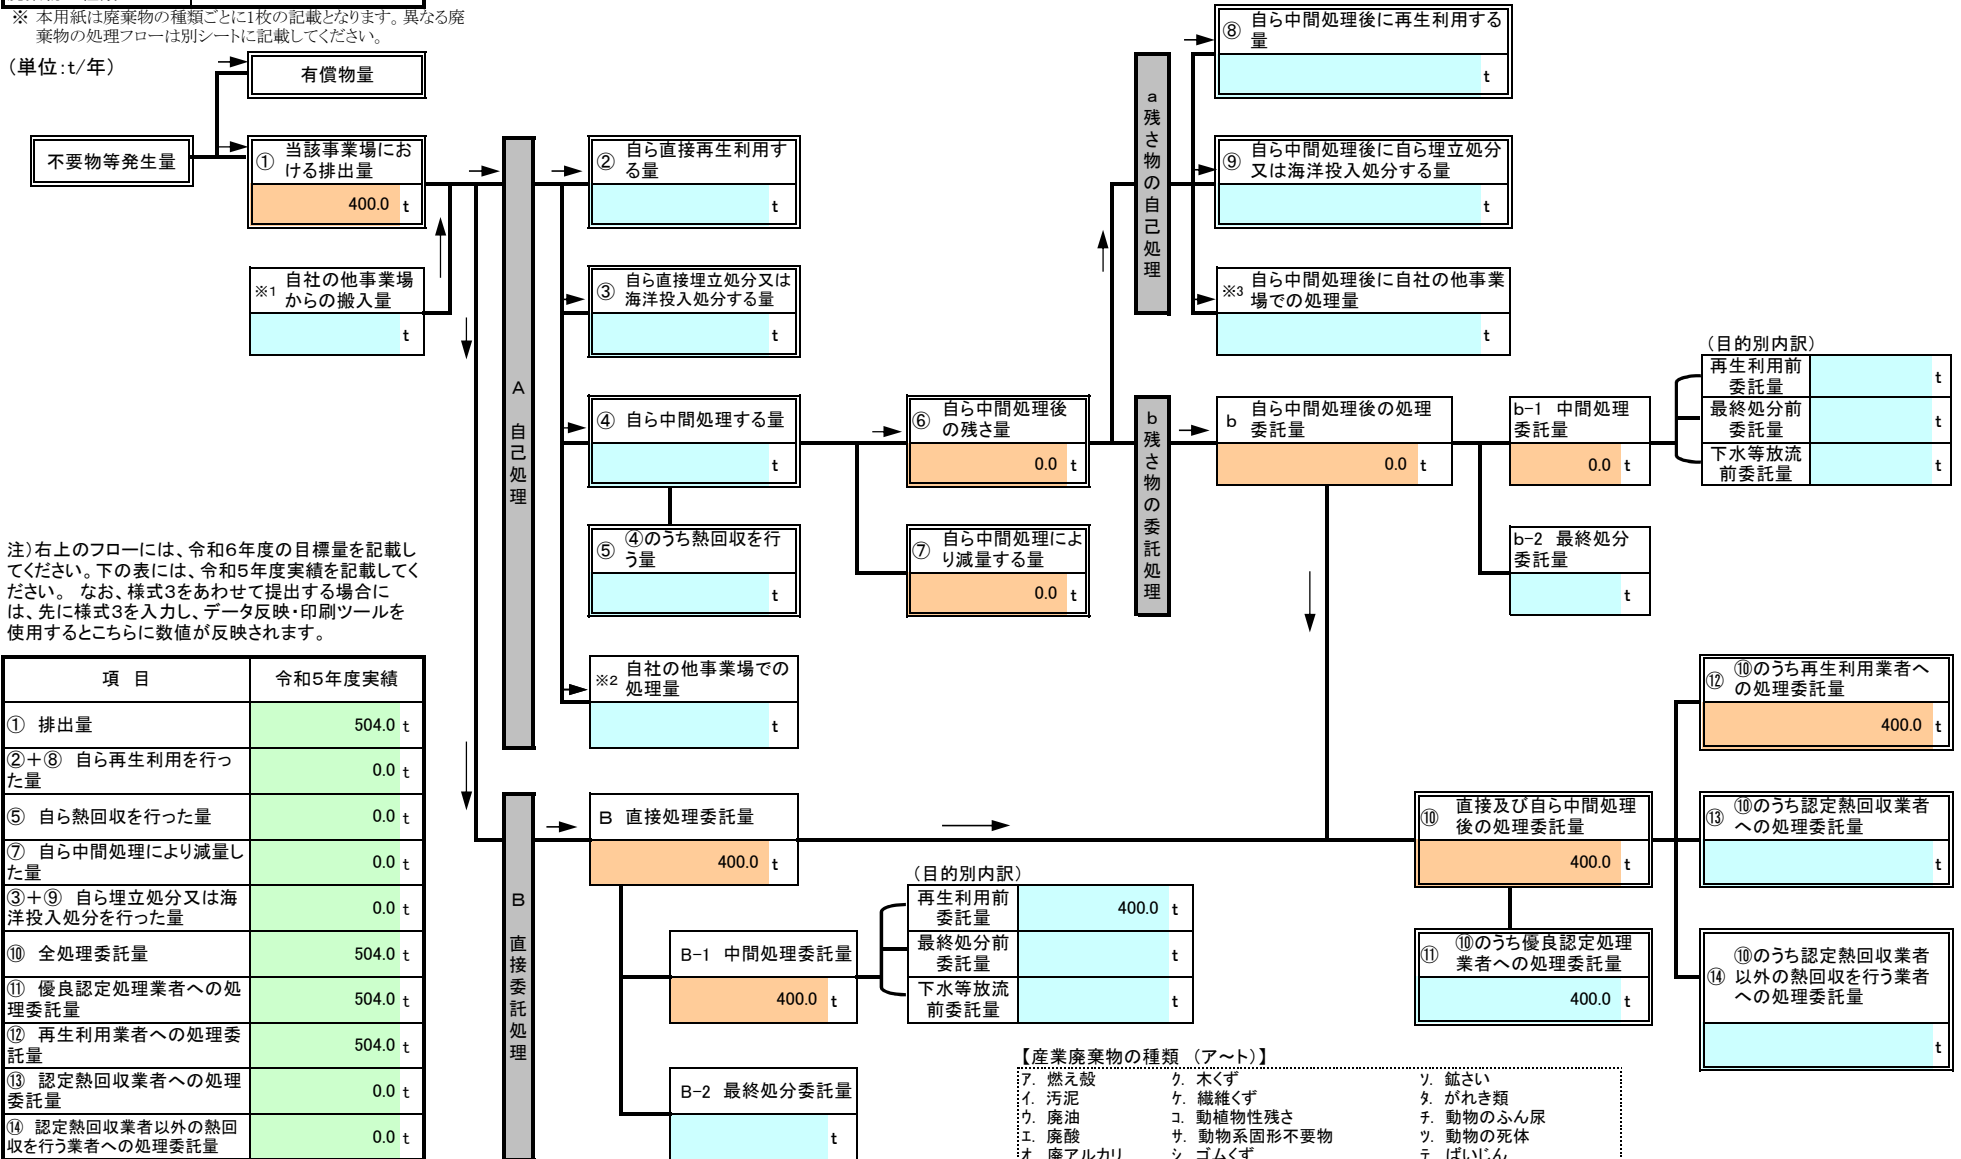 ※ 本用紙は廃棄物の種類ごとに1枚の記載となります。異なる廃
棄物の処理フローは別シートに記載してください。
(単位:t/年)
有償物量
不要物等発生量
① 当該事業場にお
ける排出量
400.0 t
※1 自社の他事業場
からの搬入量
t
A 自己処理
② 自ら直接再生利用す
る量
t
③ 自ら直接埋立処分又は
海洋投入処分する量
t
④ 自ら中間処理する量
t
⑤ ④のうち熱回収を行
う量
t
※2 自社の他事業場での
処理量
t
⑥ 自ら中間処理後
の残さ量
0.0 t
⑦ 自ら中間処理によ
り減量する量
0.0 t
a残さ物の自己処理
⑧ 自ら中間処理後に再生利用する
量
t
⑨ 自ら中間処理後に自ら埋立処分
又は海洋投入処分する量
t
※3 自ら中間処理後に自社の他事業
場での処理量
t
b残さ物の委託処理
b 自ら中間処理後の処理
委託量
0.0 t
b-1 中間処理
委託量
0.0 t
(目的別内訳)
再生利用前
委託量 t
最終処分前
委託量 t
下水等放流
前委託量 t
b-2 最終処分
委託量
t
注)右上のフローには、令和6年度の目標量を記載し
てください。下の表には、令和5年度実績を記載してく
ださい。 なお、様式3をあわせて提出する場合に
は、先に様式3を入力し、データ反映・印刷ツールを
使用するとこちらに数値が反映されます。
項 目 令和5年度実績
① 排出量 504.0 t
②+⑧ 自ら再生利用を行っ
た量 0.0 t
⑤ 自ら熱回収を行った量 0.0 t
⑦ 自ら中間処理により減量し
た量 0.0 t
③+⑨ 自ら埋立処分又は海
洋投入処分を行った量 0.0 t
⑩ 全処理委託量 504.0 t
⑪ 優良認定処理業者への処
理委託量 504.0 t
⑫ 再生利用業者への処理委
託量 504.0 t
⑬ 認定熱回収業者への処理
委託量 0.0 t
⑭ 認定熱回収業者以外の熱回
収を行う業者への処理委託量 0.0 t
B 直接委託処理
B 直接処理委託量
400.0 t
B-1 中間処理委託量
400.0 t
B-2 最終処分委託量
t
(目的別内訳)
再生利用前
委託量 400.0 t
最終処分前
委託量 t
下水等放流
前委託量 t
⑩ 直接及び自ら中間処理
後の処理委託量
400.0 t
⑪ ⑩のうち優良認定処理
業者への処理委託量
400.0 t
⑫ ⑩のうち再生利用業者へ
の処理委託量
400.0 t
⑬ ⑩のうち認定熱回収業者
への処理委託量
t
⑭ ⑩のうち認定熱回収業者
以外の熱回収を行う業者
への処理委託量
t
【産業廃棄物の種類 (ア~ト)】
ア. 燃え殻 ク. 木くず ソ. 鉱さい
イ. 汚泥 ケ. 繊維くず タ. がれき類
ウ. 廃油 コ. 動植物性残さ チ. 動物のふん尿
エ. 廃酸 サ. 動物系固形不要物 ツ. 動物の死体
オ. 廃アルカリ シ. ゴムくず テ. ばいじん